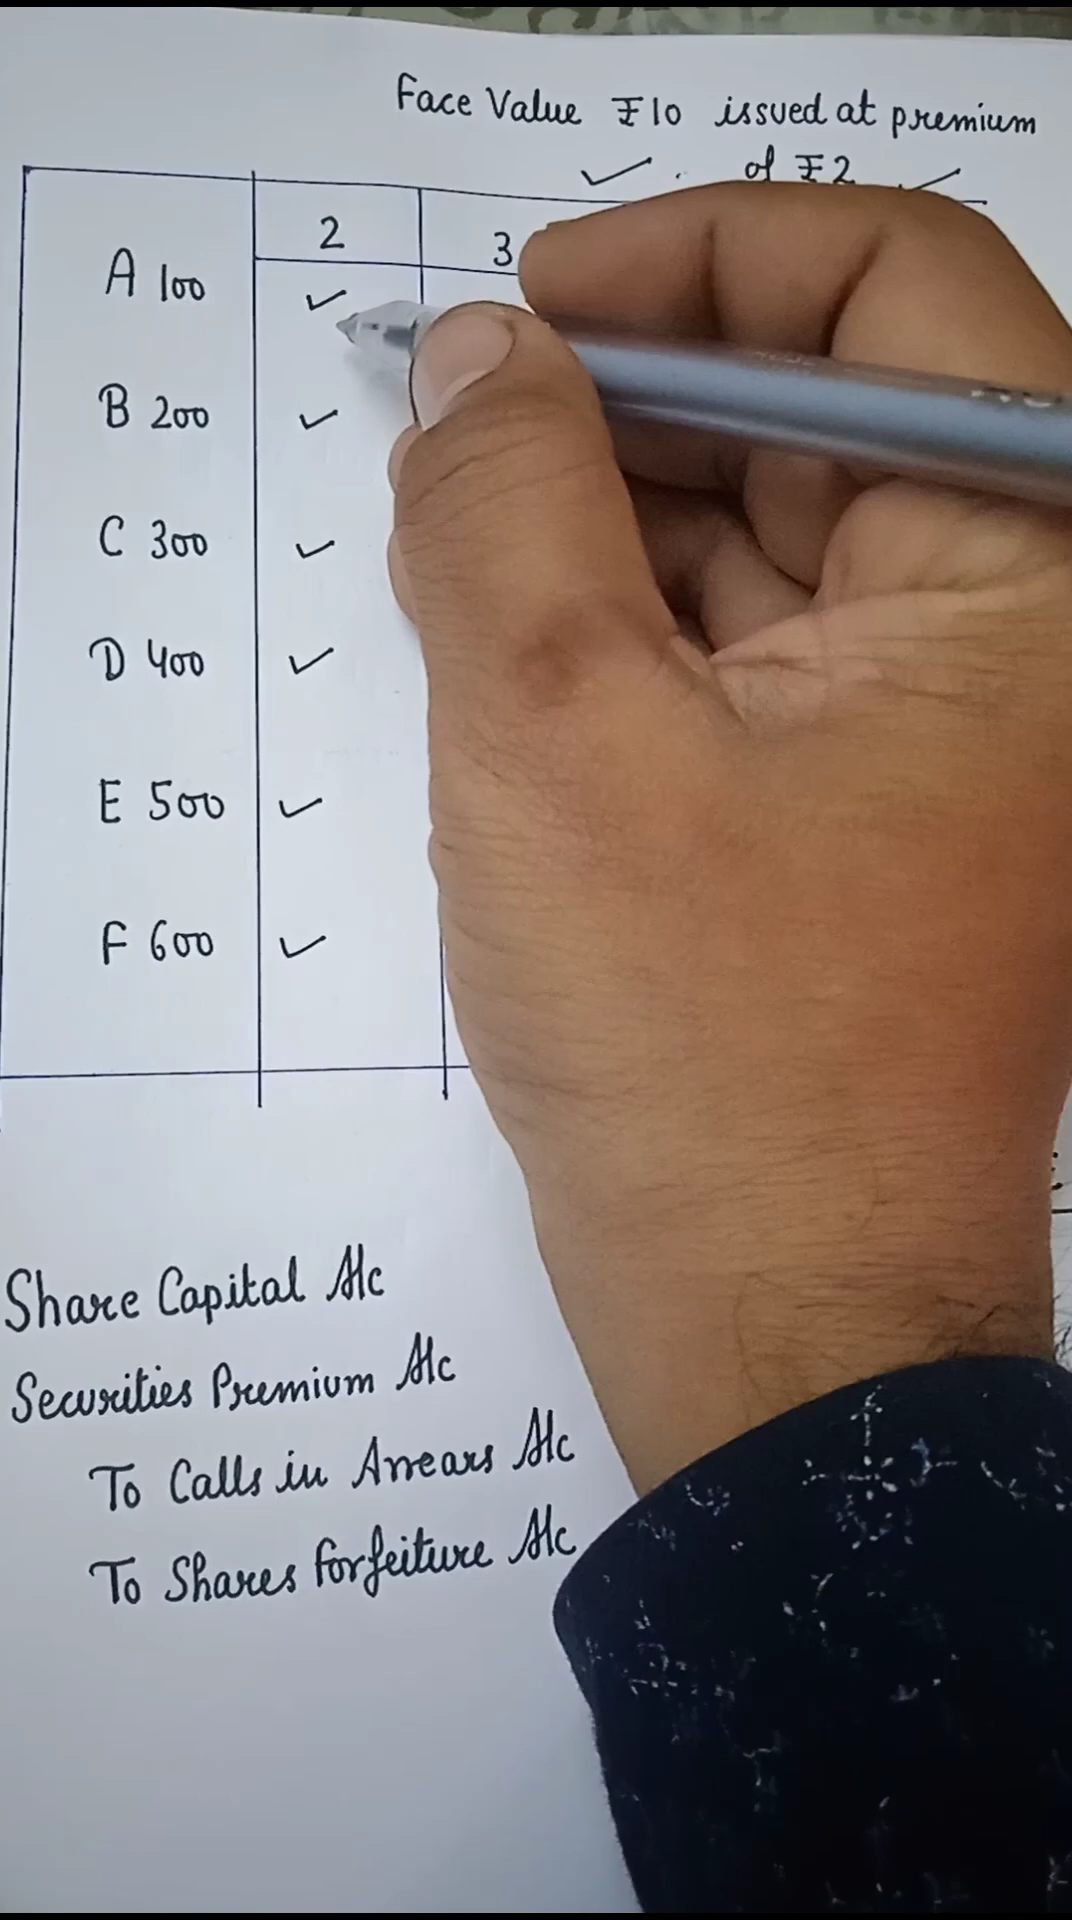 Face Value ₹10 issued at premium
of ₹2
2 3
A 100
B 200
C 300
D 400
E 500
F 600
Share Capital A/c
Securities Premium A/c
To Calls in Arrears A/c
To Shares Forfeiture A/c